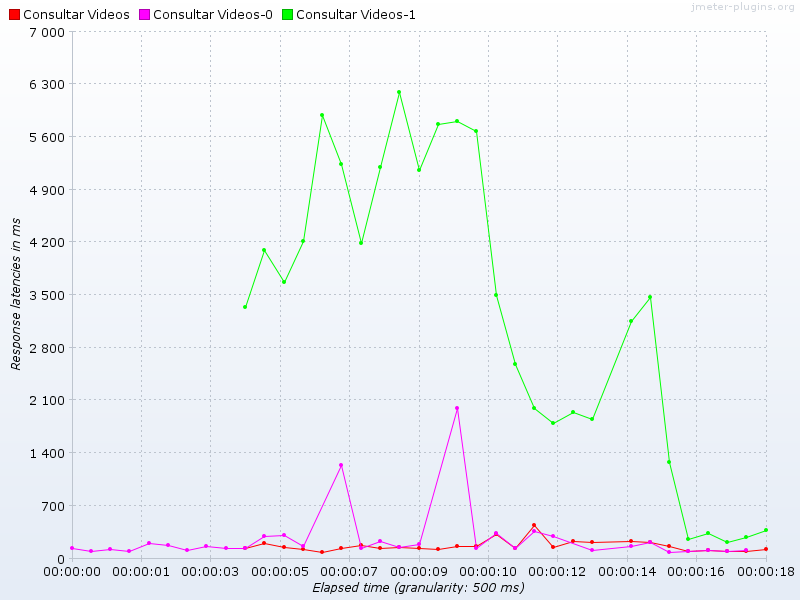 Consultar Videos Consultar Videos-0 Consultar Videos-1
jmeter-plugins.org
7 000
6 300
5 600
4 900
4 200
3 500
2 800
2 100
1 400
700
0
Response latencies in ms
00:00:00 00:00:01 00:00:03 00:00:05 00:00:07 00:00:09 00:00:10 00:00:12 00:00:14 00:00:16 00:00:18
Elapsed time (granularity: 500 ms)